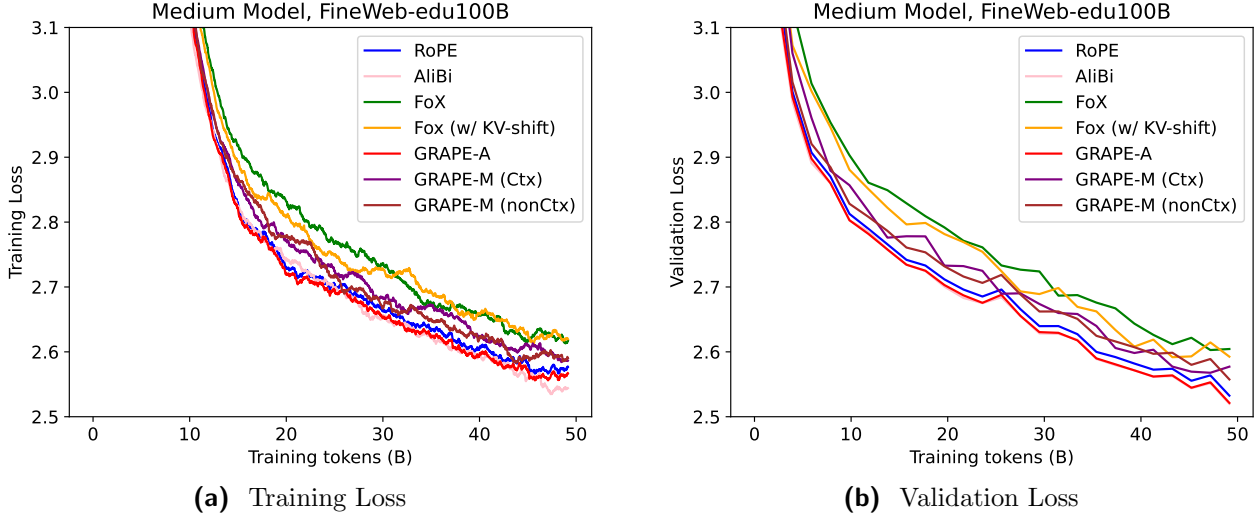 Medium Model, FineWeb-edu100B
3.1
3.0
2.9
2.8
2.7
2.6
2.5
Training Loss
0
10
20
30
40
50
Training tokens (B)
RoPE
AliBi
FoX
Fox (w/ KV-shift)
GRAPE-A
GRAPE-M (Ctx)
GRAPE-M (nonCtx)
(a) Training Loss
Medium Model, FineWeb-edu100B
3.1
3.0
2.9
2.8
2.7
2.6
2.5
Validation Loss
0
10
20
30
40
50
Training tokens (B)
RoPE
AliBi
FoX
Fox (w/ KV-shift)
GRAPE-A
GRAPE-M (Ctx)
GRAPE-M (nonCtx)
(b) Validation Loss